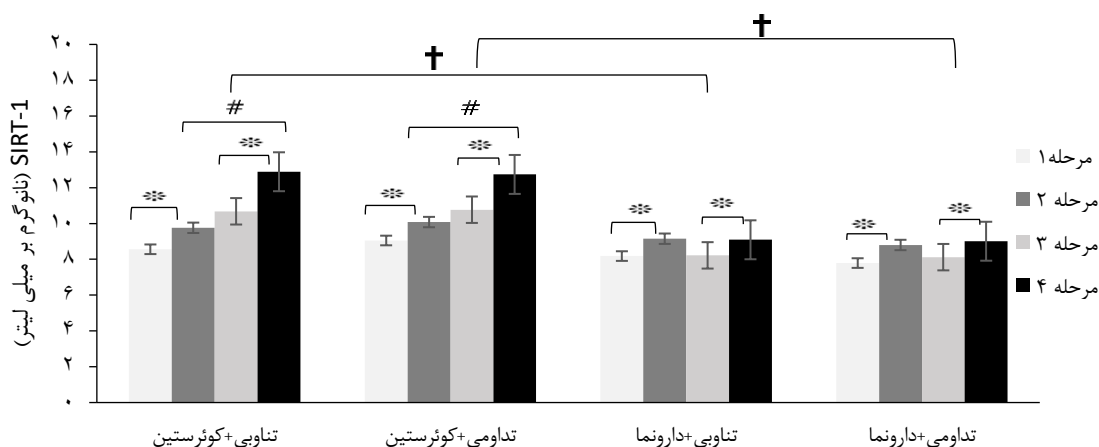 SIRT-1 (نانوگرم بر میلی لیتر)
۲۰
۱۸
۱۶
۱۴
۱۲
۱۰
۸
۶
۴
۲
۰
✝
✝
#
#
❊
❊
❊
❊
❊
❊
❊
❊
تناوبی+کوئرستین
تداومی+کوئرستین
تناوبی+دارونما
تداومی+دارونما
مرحله۱
مرحله ۲
مرحله ۳
مرحله ۴